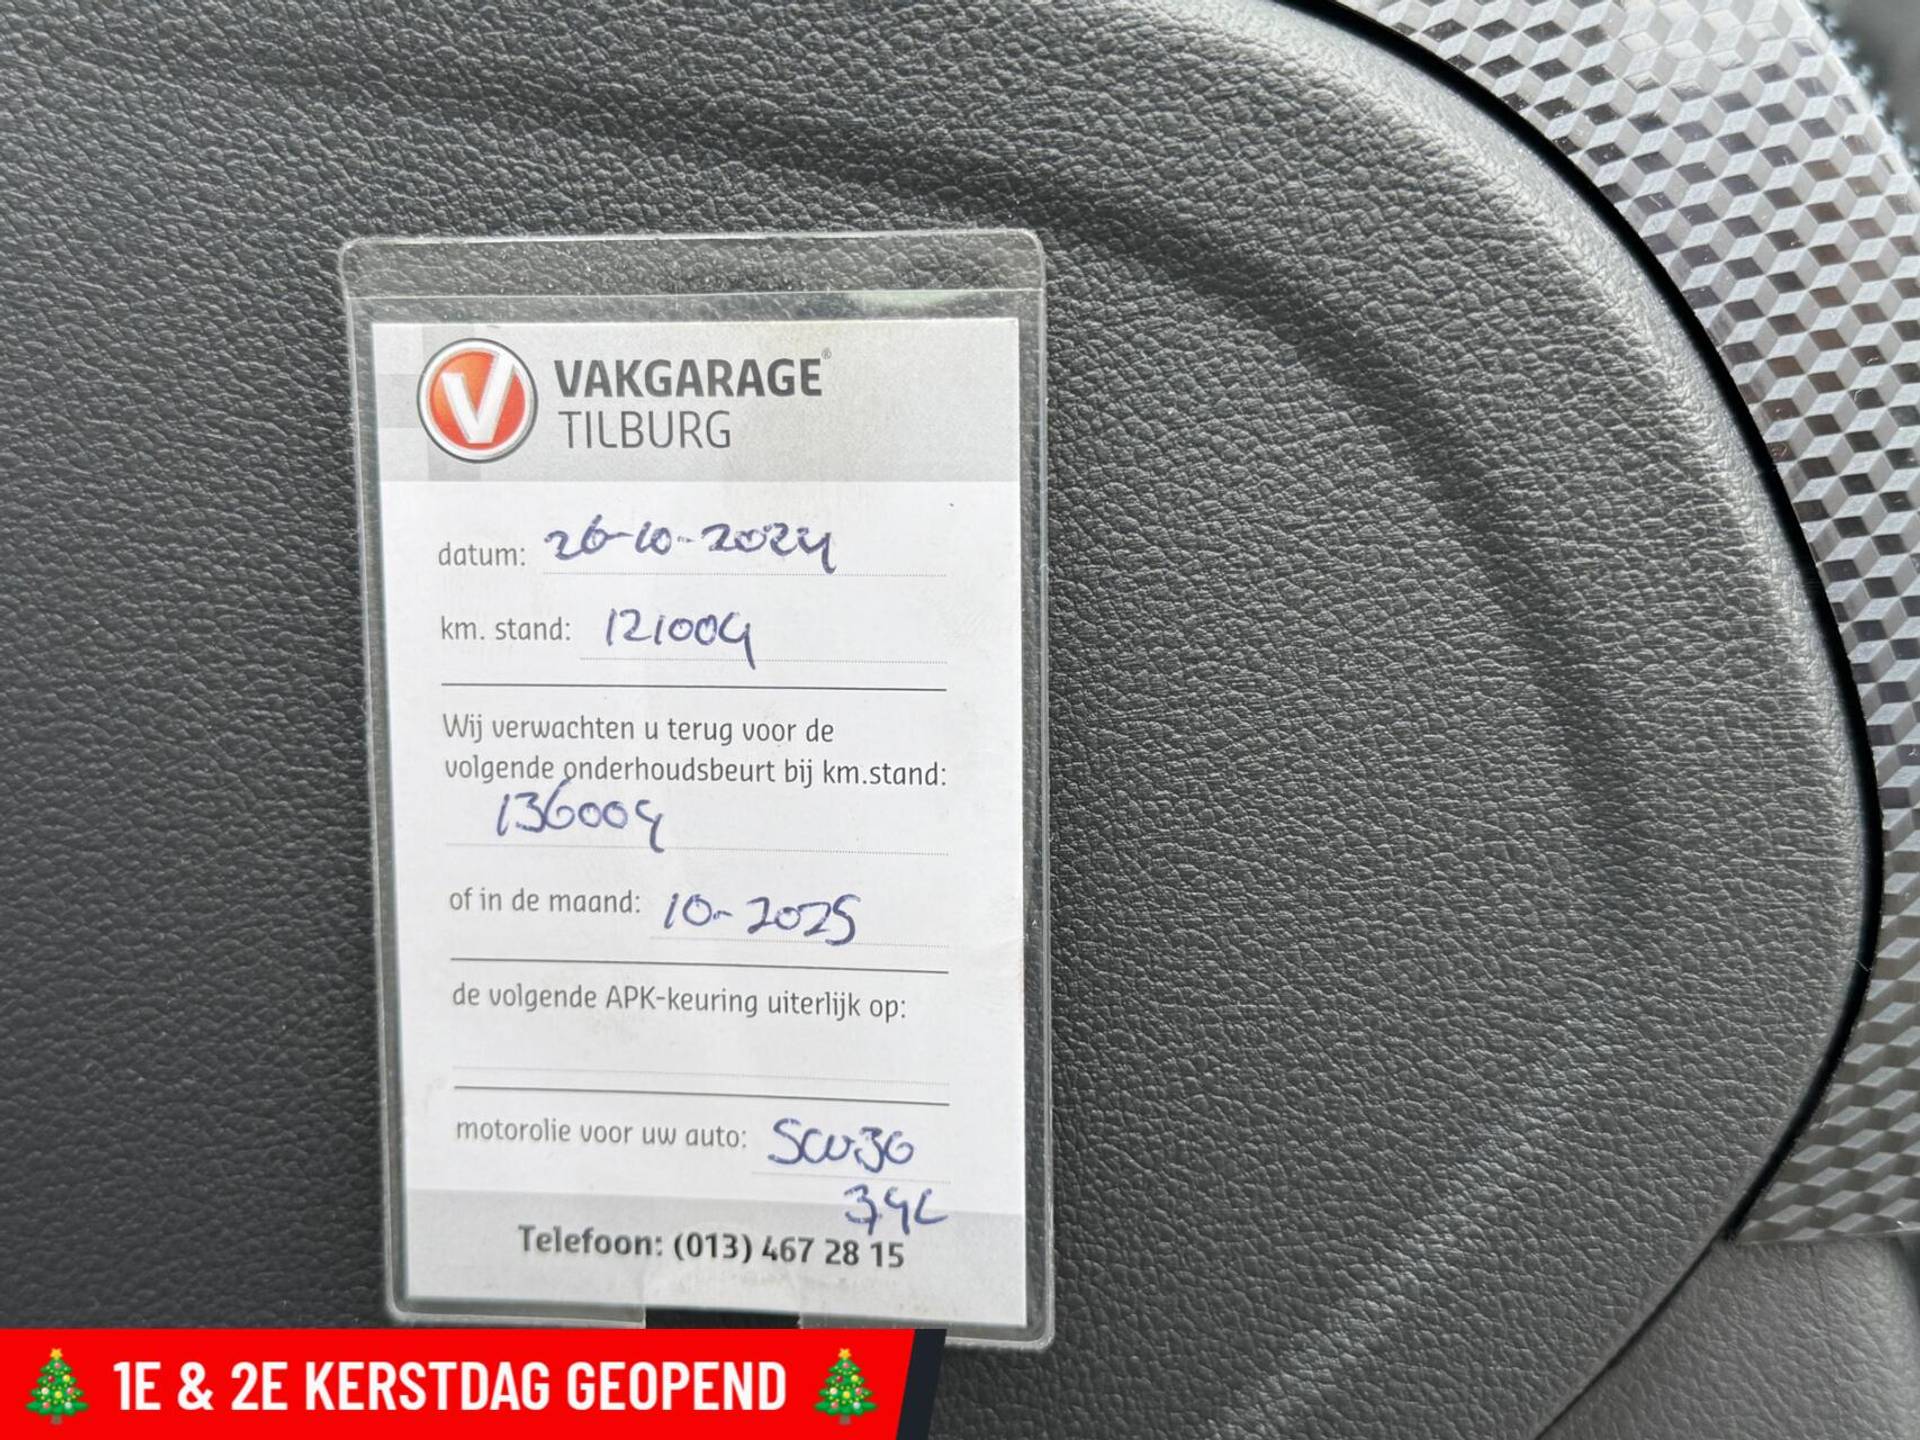 VAKGARAGE®
TILBURG
datum: 26-10-2024
km. stand: 121004
Wij verwachten u terug voor de
volgende onderhoudsbeurt bij km.stand:
136004
of in de maand: 10-2025
de volgende APK-keuring uiterlijk op:
motorolie voor uw auto: 5W30
3,4L
Telefoon: (013) 467 28 15
1E & 2E KERSTDAG GEOPEND